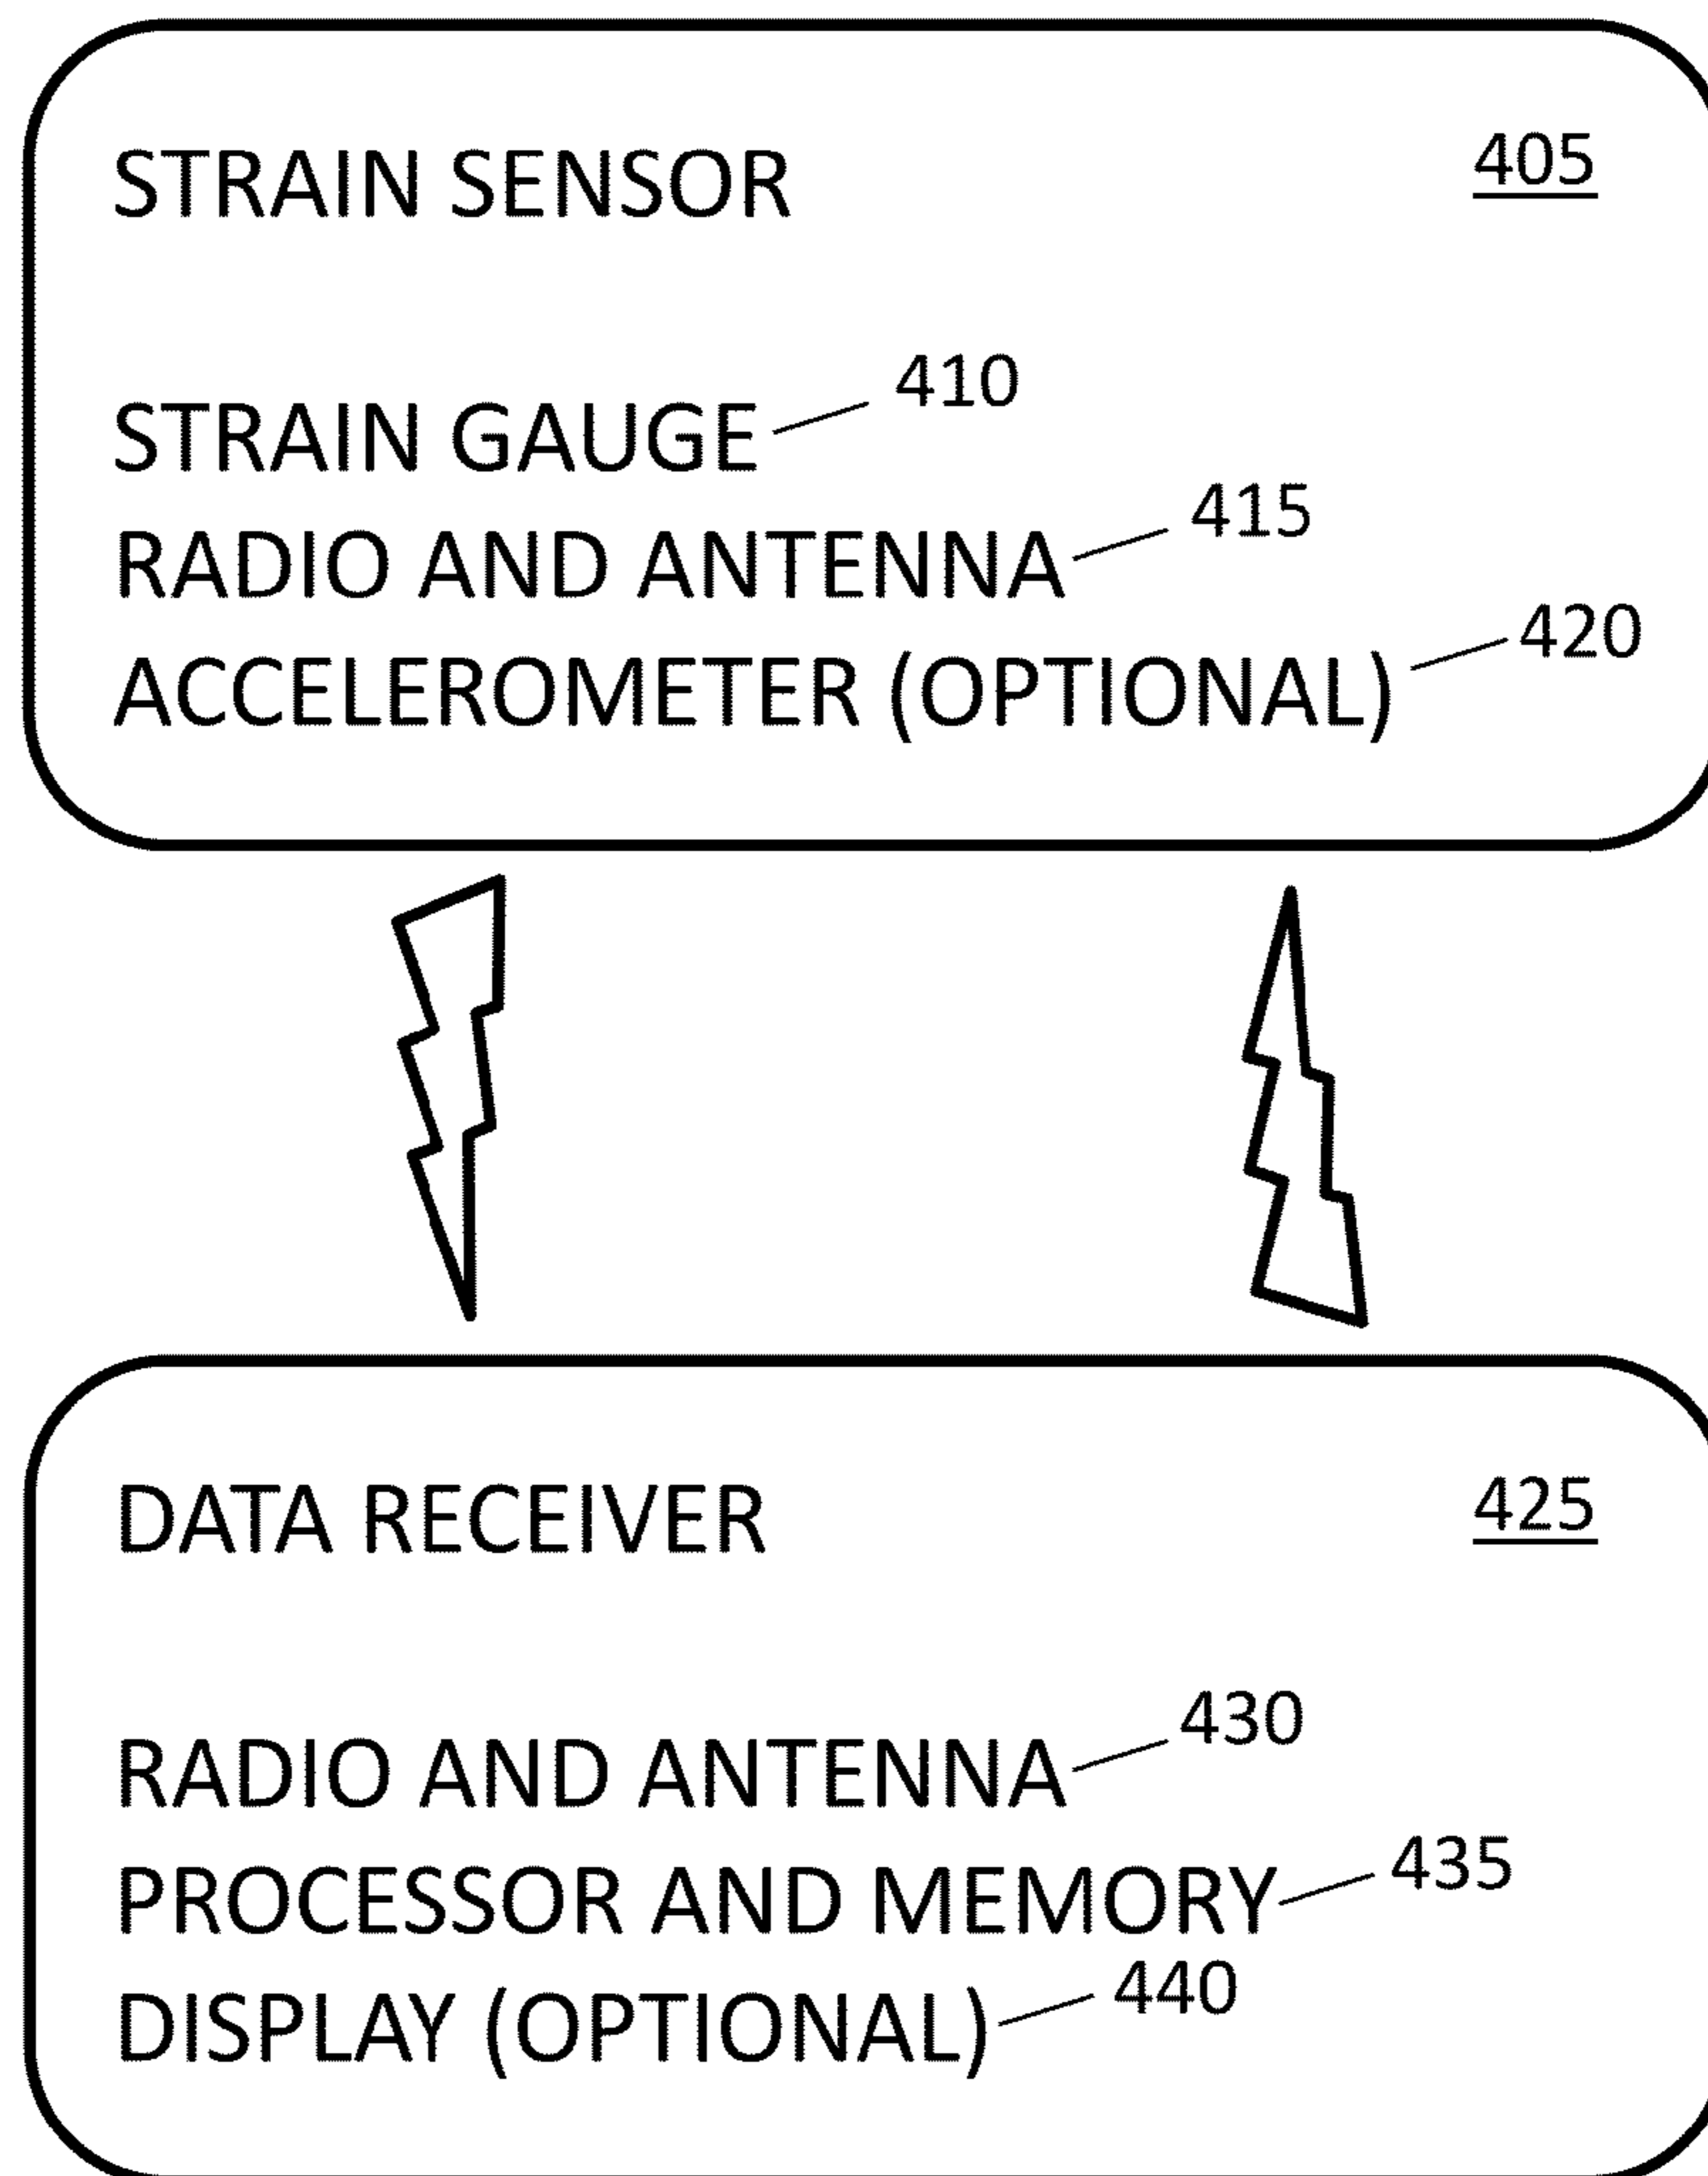 STRAIN SENSOR 405
STRAIN GAUGE 410
RADIO AND ANTENNA 415
ACCELEROMETER (OPTIONAL) 420
DATA RECEIVER 425
RADIO AND ANTENNA 430
PROCESSOR AND MEMORY 435
DISPLAY (OPTIONAL) 440